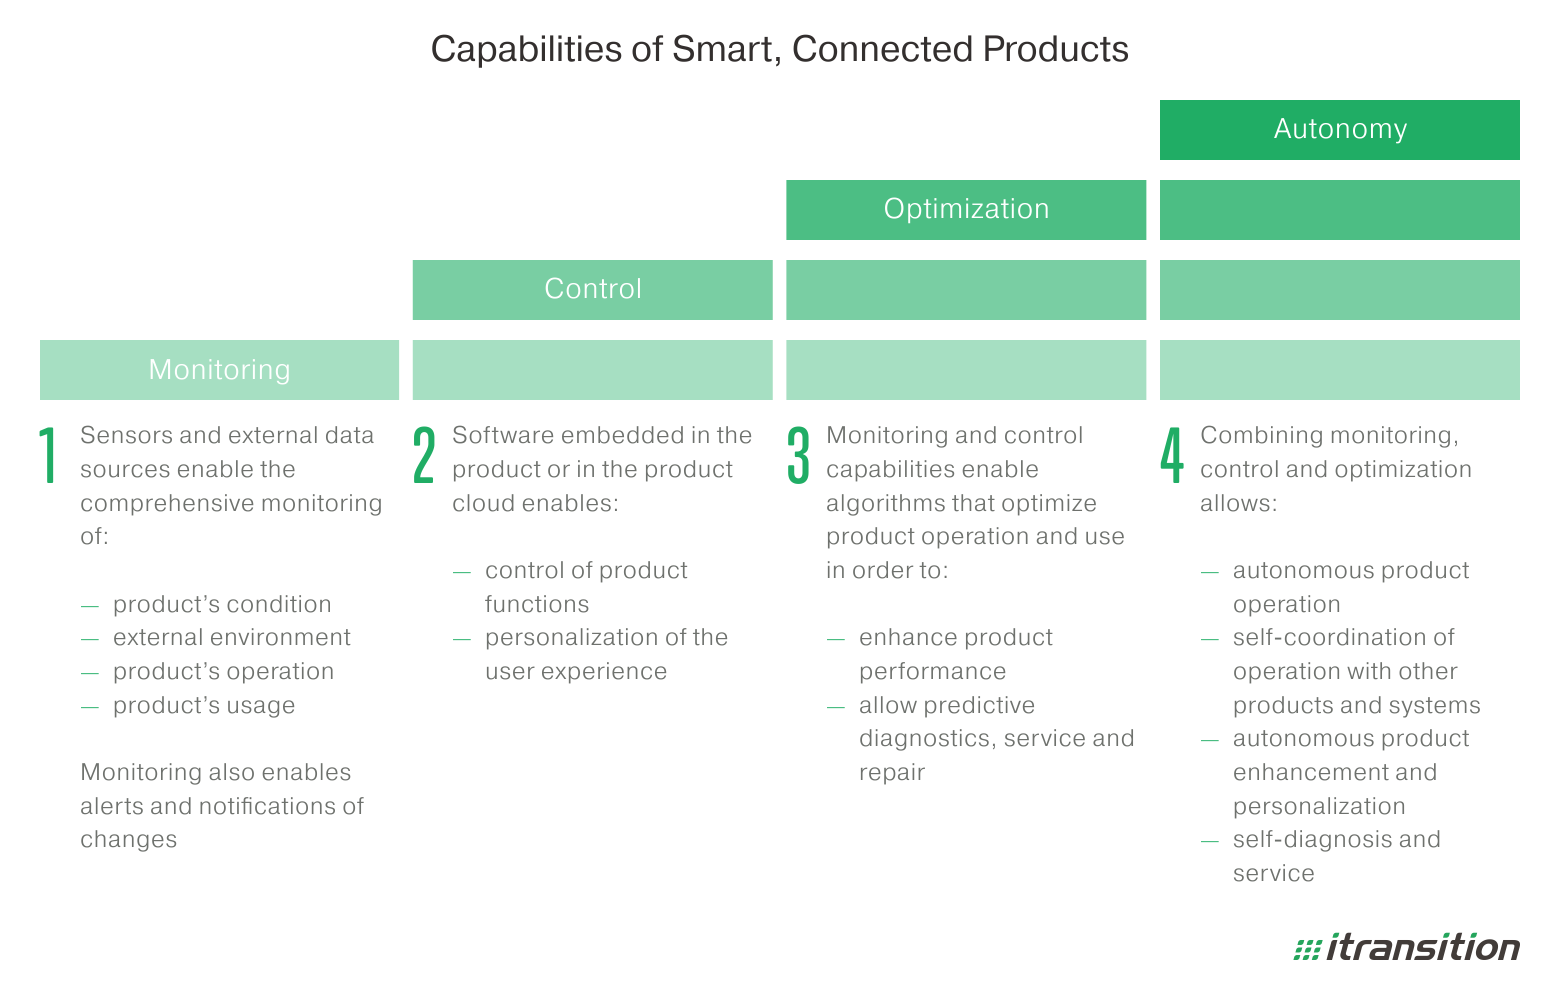 Capabilities of Smart, Connected Products
Autonomy
Optimization
Control
Monitoring
1
Sensors and external data
sources enable the
comprehensive monitoring
of:
— product’s condition
— external environment
— product’s operation
— product’s usage
Monitoring also enables
alerts and notifications of
changes
2
Software embedded in the
product or in the product
cloud enables:
— control of product
functions
— personalization of the
user experience
3
Monitoring and control
capabilities enable
algorithms that optimize
product operation and use
in order to:
— enhance product
performance
— allow predictive
diagnostics, service and
repair
4
Combining monitoring,
control and optimization
allows:
— autonomous product
operation
— self-coordination of
operation with other
products and systems
— autonomous product
enhancement and
personalization
— self-diagnosis and
service
itransition